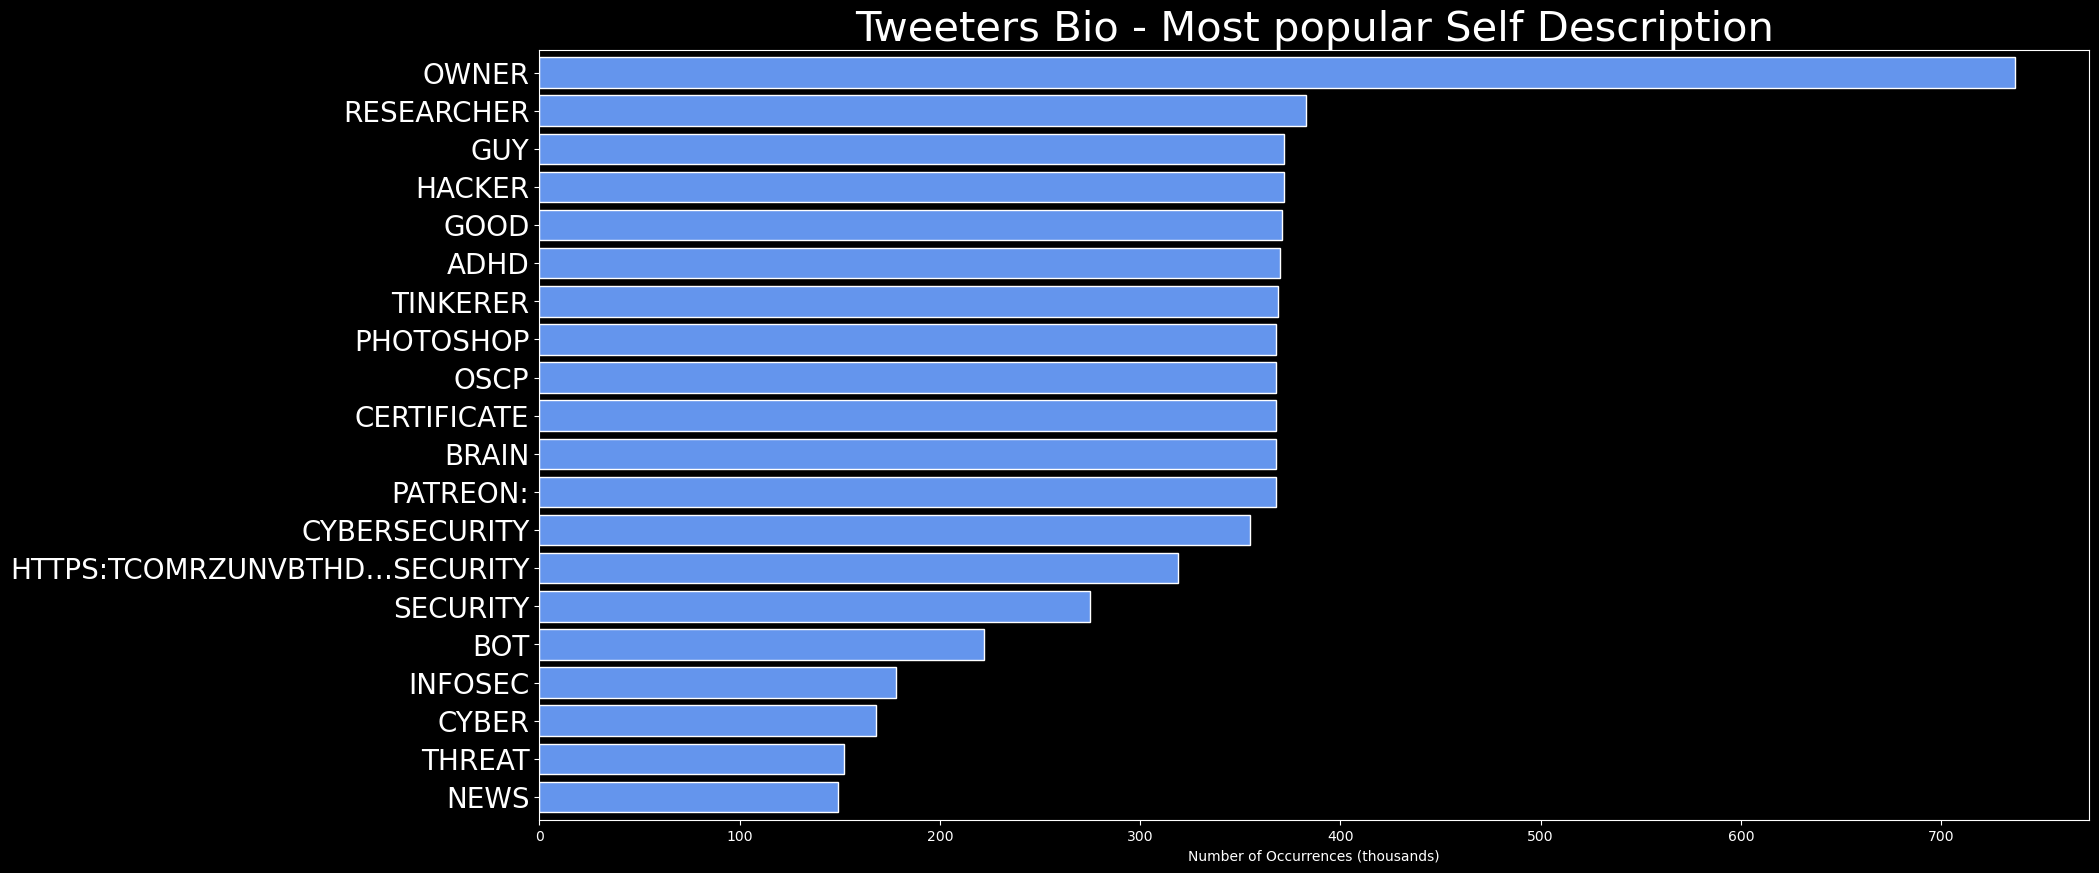 Tweeters Bio - Most popular Self Description
OWNER
RESEARCHER
GUY
HACKER
GOOD
ADHD
TINKERER
PHOTOSHOP
OSCP
CERTIFICATE
BRAIN
PATREON:
CYBERSECURITY
HTTPS:TCOMRZUNVBTHD...SECURITY
SECURITY
BOT
INFOSEC
CYBER
THREAT
NEWS
0 100 200 300 400 500 600 700
Number of Occurrences (thousands)